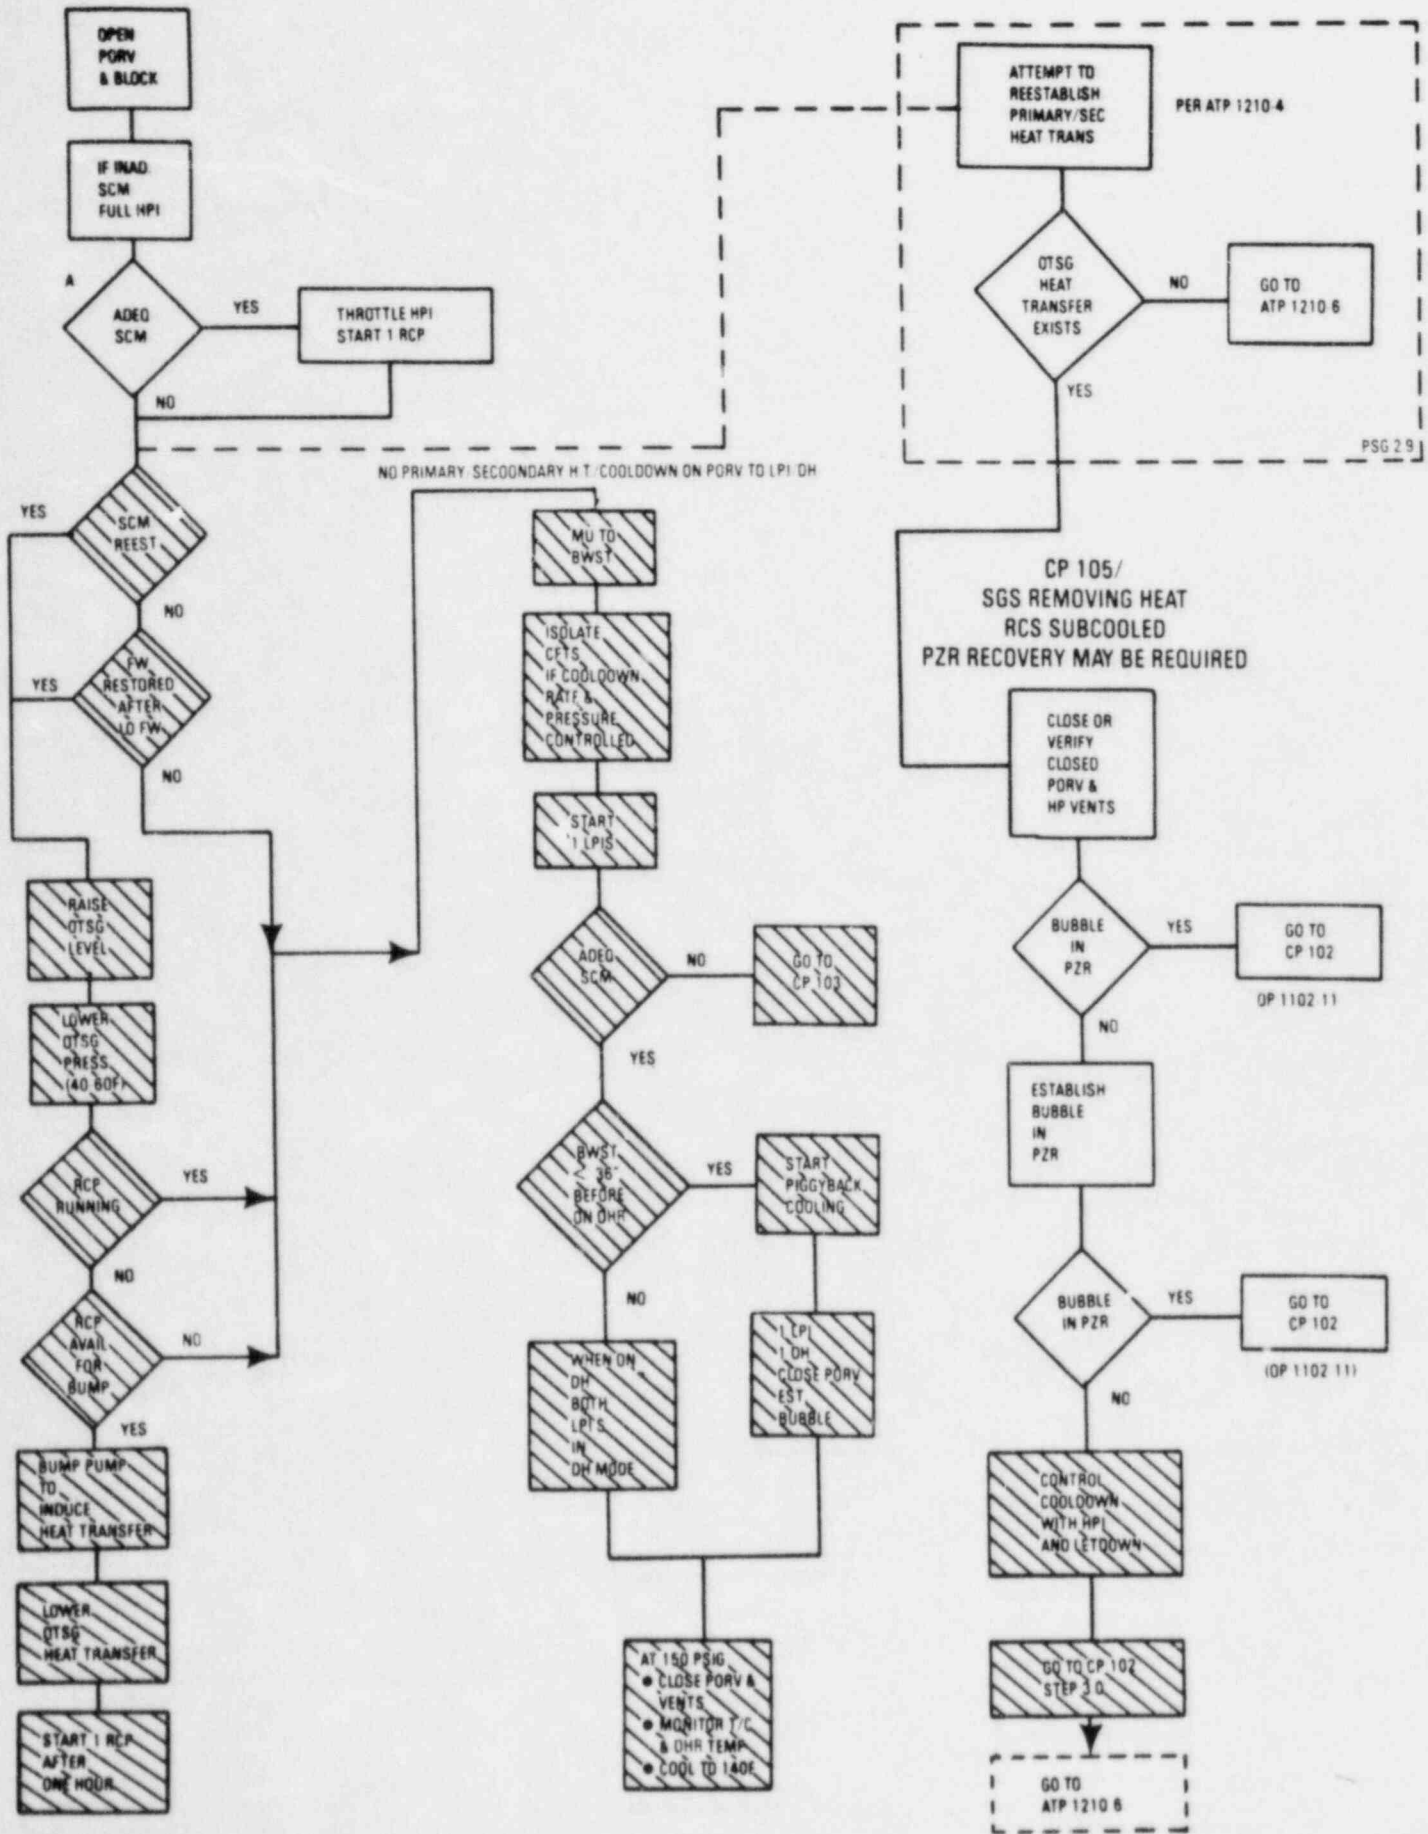 OPEN
PORV
& BLOCK
IF INAD.
SCM
FULL HPI
A
ADEQ
SCM
YES
THROTTLE HPI
START 1 RCP
NO
ATTEMPT TO
REESTABLISH
PRIMARY/SEC
HEAT TRANS
PER ATP 1210-4
OTSG
HEAT
TRANSFER
EXISTS
NO
GO TO
ATP 1210 6
YES
PSG 2.9
NO PRIMARY/SECOONDARY H.T./COOLDOWN ON PORV TO LPI/DH
YES
SCM
REEST
NO
YES
FW
RESTORED
AFTER
LO FW
NO
RAISE
OTSG
LEVEL
LOWER
OTSG
PRESS
(40 60F)
RCP
RUNNING
YES
NO
RCP
AVAIL
FOR
BUMP
NO
YES
BUMP PUMP
TO
INDUCE
HEAT TRANSFER
LOWER
OTSG
HEAT TRANSFER
START 1 RCP
AFTER
ONE HOUR
MU TO
BWST
ISOLATE
CFTS
IF COOLDOWN
RATE &
PRESSURE
CONTROLLED
START
1 LPIS
ADEQ
SCM
NO
GO TO
CP 103
YES
BWST
36"
BEFORE
ON DHR
YES
START
PIGGYBACK
COOLING
NO
WHEN ON
DH
BOTH
LPI S
IN
DH MODE
1 LPI
1 DH
CLOSE PORV
EST
BUBBLE
AT 150 PSIG
● CLOSE PORV &
VENTS
● MONITOR T/C
& DHR TEMP
● COOL TO 140F
CP 105/
SGS REMOVING HEAT
RCS SUBCOOLED
PZR RECOVERY MAY BE REQUIRED
CLOSE OR
VERIFY
CLOSED
PORV &
HP VENTS
BUBBLE
IN
PZR
YES
GO TO
CP 102
OP 1102 11
NO
ESTABLISH
BUBBLE
IN
PZR
BUBBLE
IN PZR
YES
GO TO
CP 102
(OP 1102 11)
NO
CONTROL
COOLDOWN
WITH HPI
AND LETDOWN
GO TO CP 102
STEP 3.0
GO TO
ATP 1210 6